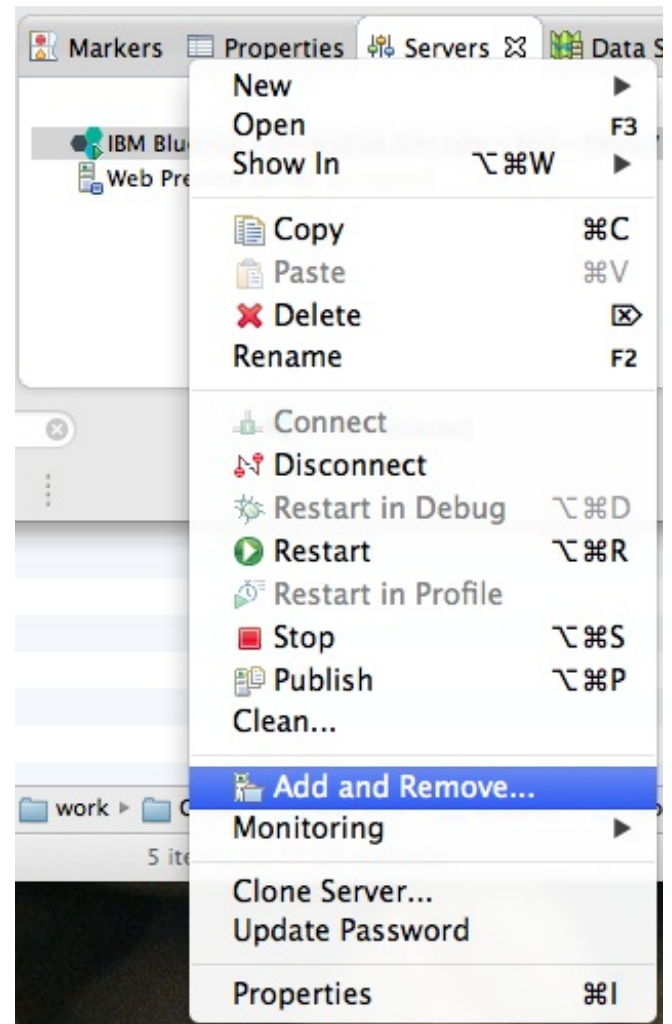 Markers Properties Servers Data S
New
Open F3
IBM Blu
Show In ⌥⌘W
Web Pre
Copy ⌘C
Paste ⌘V
Delete ⌦
Rename F2
Connect
Disconnect
Restart in Debug ⌥⌘D
Restart ⌥⌘R
Restart in Profile
Stop ⌥⌘S
Publish ⌥⌘P
Clean...
Add and Remove...
work C
Monitoring
5 ite
Clone Server...
Update Password
Properties ⌘I